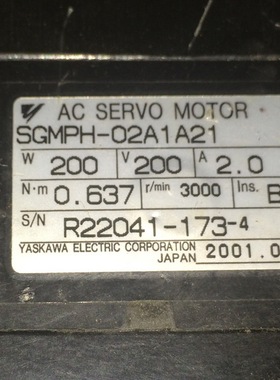 AC SERVO MOTOR
SGMPH-02A1A21
W 200 V 200 A 2.0
N·m 0.637 r/min 3000 Ins. B
S/N R22041-173-4
YASKAWA ELECTRIC CORPORATION
JAPAN 2001.0